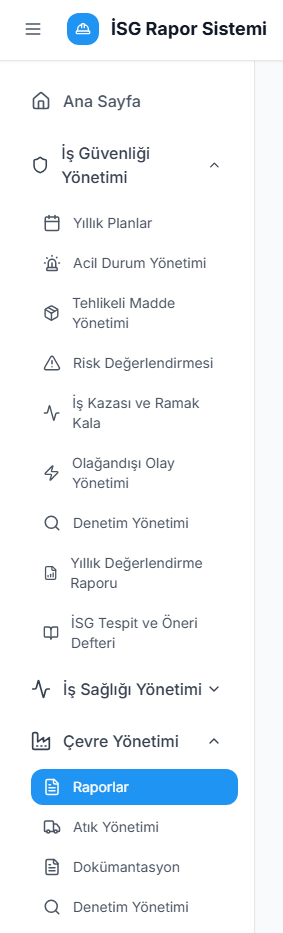 İSG Rapor Sistemi
Ana Sayfa
İş Güvenliği
Yönetimi
Yıllık Planlar
Acil Durum Yönetimi
Tehlikeli Madde
Yönetimi
Risk Değerlendirmesi
İş Kazası ve Ramak
Kala
Olağandışı Olay
Yönetimi
Denetim Yönetimi
Yıllık Değerlendirme
Raporu
İSG Tespit ve Öneri
Defteri
İş Sağlığı Yönetimi
Çevre Yönetimi
Raporlar
Atık Yönetimi
Dokümantasyon
Denetim Yönetimi